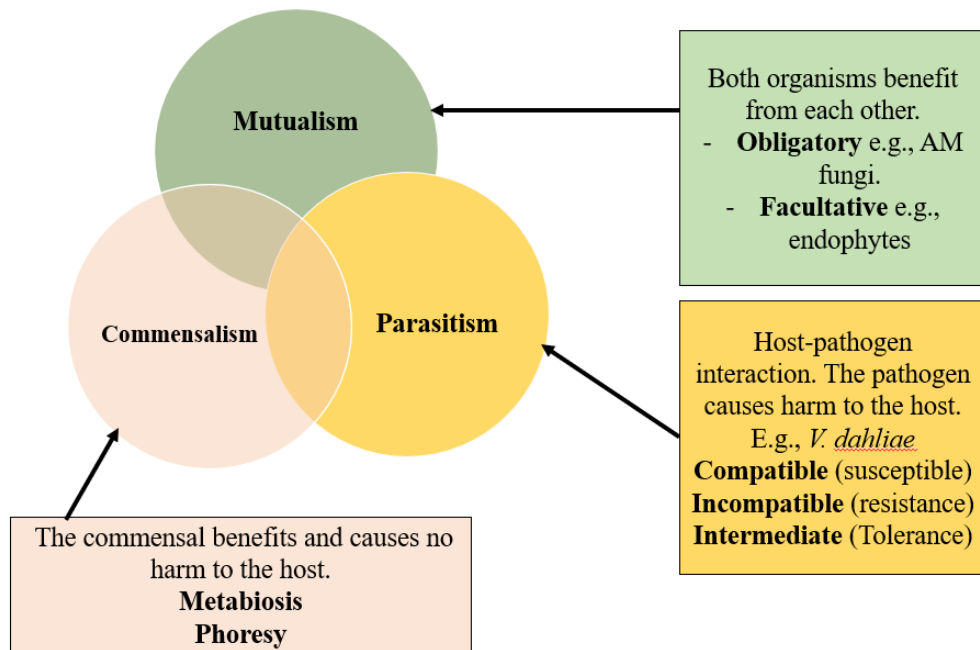 Mutualism
Commensalism
Parasitism
Both organisms benefit
from each other.
- Obligatory e.g., AM
fungi.
- Facultative e.g.,
endophytes
Host-pathogen
interaction. The pathogen
causes harm to the host.
E.g., V. dahliae
Compatible (susceptible)
Incompatible (resistance)
Intermediate (Tolerance)
The commensal benefits and causes no
harm to the host.
Metabiosis
Phoresy